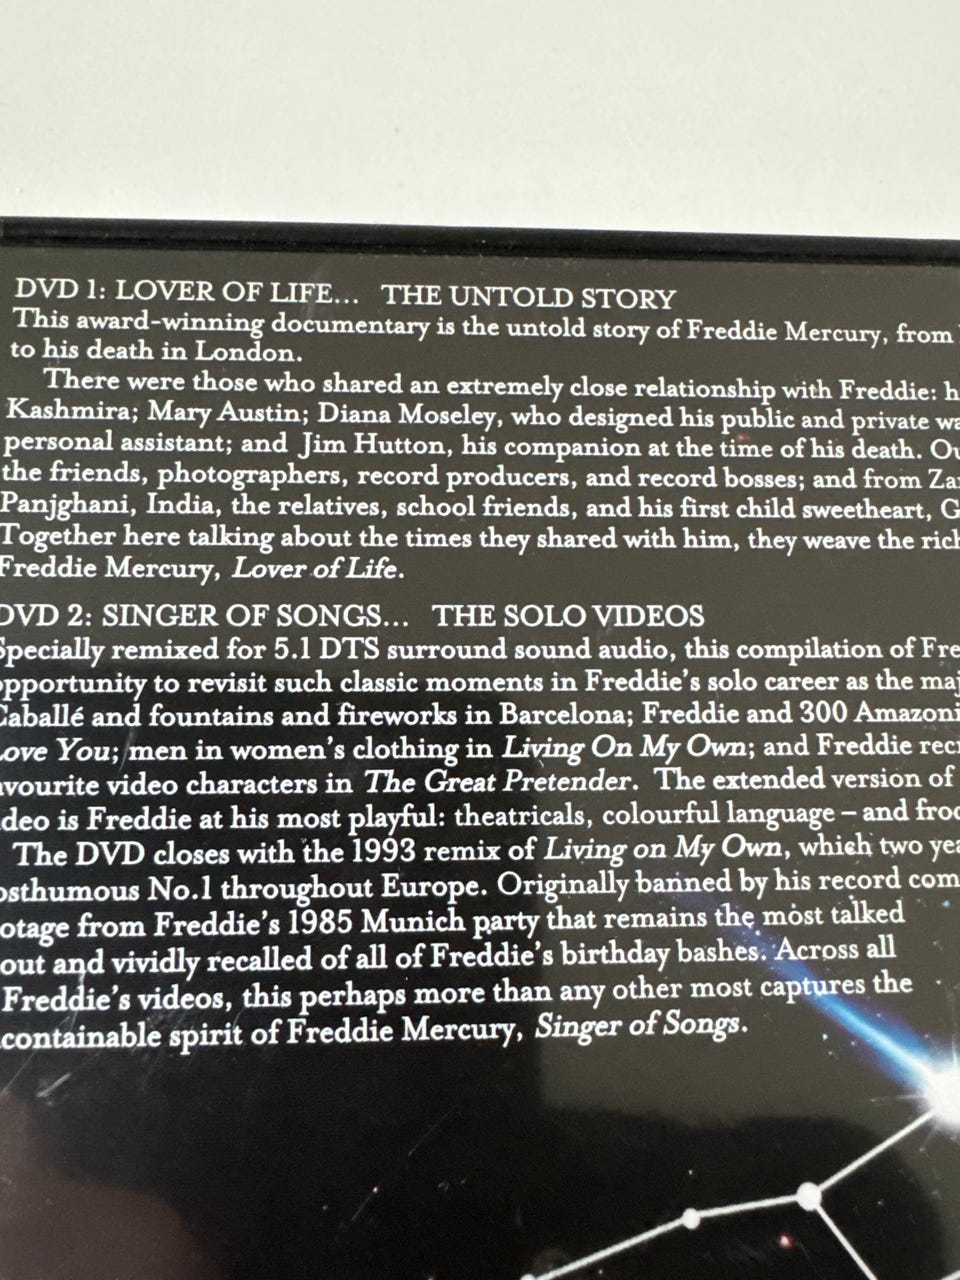 DVD 1: LOVER OF LIFE... THE UNTOLD STORY
This award-winning documentary is the untold story of Freddie Mercury, from
to his death in London.
There were those who shared an extremely close relationship with Freddie:
Kashmira; Mary Austin; Diana Moseley, who designed his public and private
personal assistant; and Jim Hutton, his companion at the time of his death.
the friends, photographers, record producers, and record bosses; and from
Panjghani, India, the relatives, school friends, and his first child sweetheart,
Together here talking about the times they shared with him, they weave the rich
Freddie Mercury, Lover of Life.
DVD 2: SINGER OF SONGS... THE SOLO VIDEOS
Specially remixed for 5.1 DTS surround sound audio, this compilation of
opportunity to revisit such classic moments in Freddie's solo career as the
Caballé and fountains and fireworks in Barcelona; Freddie and 300
Love You; men in women's clothing in Living On My Own; and Freddie
avourite video characters in The Great Pretender. The extended version of
deo is Freddie at his most playful: theatricals, colourful language – and
The DVD closes with the 1993 remix of Living on My Own, which two
osthumous No.1 throughout Europe. Originally banned by his record
otage from Freddie's 1985 Munich party that remains the most talked
out and vividly recalled of all of Freddie's birthday bashes. Across all
Freddie's videos, this perhaps more than any other most captures the
containable spirit of Freddie Mercury, Singer of Songs.